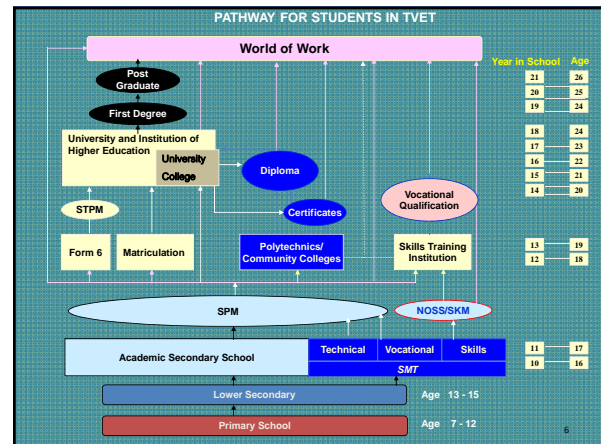 PATHWAY FOR STUDENTS IN TVET
World of Work
Year in School Age
Post
Graduate
21 26
20 25
19 24
First Degree
University and Institution of
Higher Education
University
College
18 24
17 23
16 22
15 21
14 20
Diploma
Vocational
Qualification
Certificates
STPM
Form 6
Matriculation
Polytechnics/
Community Colleges
Skills Training
Institution
13 19
12 18
SPM
NOSS/SKM
Academic Secondary School
Technical
Vocational
Skills
SMT
11 17
10 16
Lower Secondary
Age 13 - 15
Primary School
Age 7 - 12
6